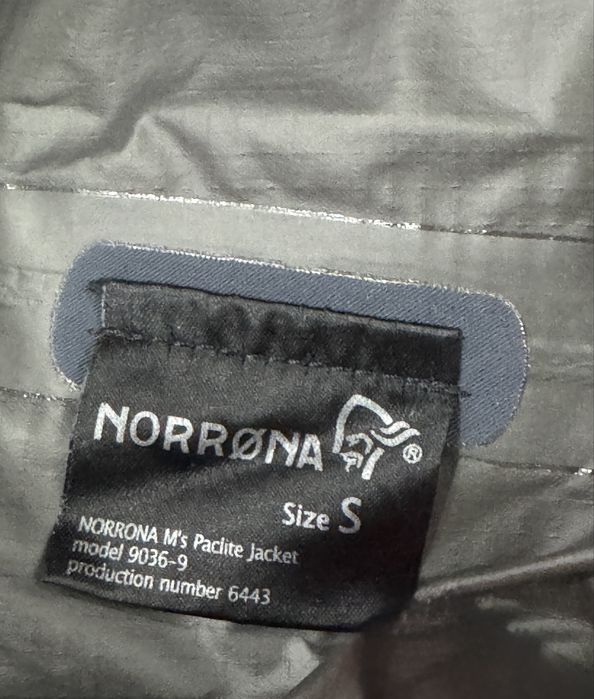 NORRØNA®
Size S
NORRONA M's Paclite Jacket
model 9036-9
production number 6443